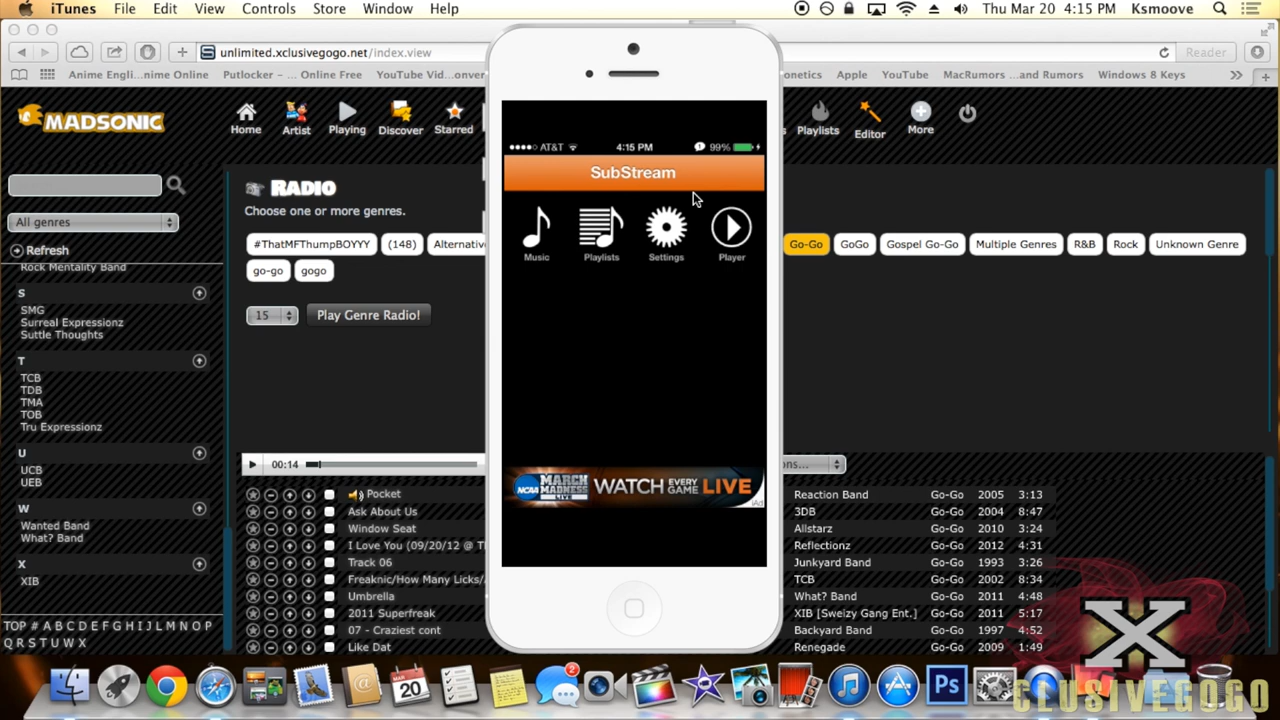 iTunes File Edit View Controls Store Window Help Thu Mar 20 4:15 PM Ksmoove
unlimited.xclusivegogo.net/index.view Reader
Anime Engli...nime Online Putlocker - ... Online Free YouTube Vid...onver onetics Apple YouTube MacRumors ...and Rumors Windows 8 Keys
MADSONIC
Home Artist Playing Discover Starred Playlists Editor More
All genres
Refresh
Rock Mentality Band
S
SMG
Surreal Expressionz
Suttle Thoughts
T
TCB
TDB
TMA
TOB
Tru Expressionz
U
UCB
UEB
W
Wanted Band
What? Band
X
XIB
TOP # A B C D E F G H I J L M N O P
Q R S T U W X
RADIO
Choose one or more genres.
#ThatMFThumpBOYYY (148) Alternative Go-Go GoGo Gospel Go-Go Multiple Genres R&B Rock Unknown Genre
go-go gogo
15 Play Genre Radio!
AT&T 4:15 PM 99%
SubStream
Music Playlists Settings Player
NCAA MARCH MADNESS LIVE WATCH EVERY GAME LIVE
iAd
00:14 ons...
Pocket Reaction Band Go-Go 2005 3:13
Ask About Us 3DB Go-Go 2004 8:47
Window Seat Allstarz Go-Go 2010 3:24
I Love You (09/20/12 @ T Reflectionz Go-Go 2012 4:31
Track 06 Junkyard Band Go-Go 1993 3:26
Freaknic/How Many Licks/ TCB Go-Go 2002 8:34
Umbrella What? Band Go-Go 2011 4:48
2011 Superfreak XIB [Sweizy Gang Ent.] Go-Go 2011 5:17
07 - Craziest cont Backyard Band Go-Go 1997 4:52
Like Dat Renegade Go-Go 2009 1:49
MAR 20 2 Ps
X
CLUSIVEGOGO